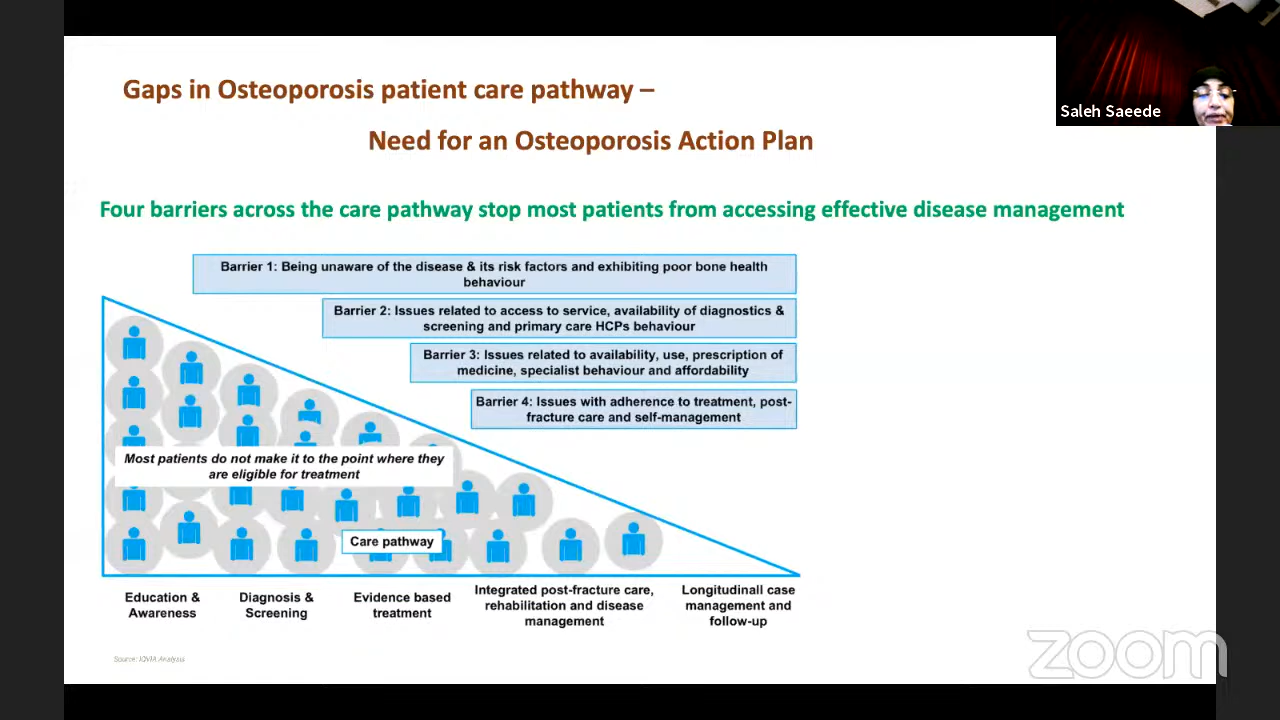 Gaps in Osteoporosis patient care pathway –
Need for an Osteoporosis Action Plan
Saleh Saeede
Four barriers across the care pathway stop most patients from accessing effective disease management
Barrier 1: Being unaware of the disease & its risk factors and exhibiting poor bone health
behaviour
Barrier 2: Issues related to access to service, availability of diagnostics &
screening and primary care HCPs behaviour
Barrier 3: Issues related to availability, use, prescription of
medicine, specialist behaviour and affordability
Barrier 4: Issues with adherence to treatment, post-
fracture care and self-management
Most patients do not make it to the point where they
are eligible for treatment
Care pathway
Education &
Awareness
Diagnosis &
Screening
Evidence based
treatment
Integrated post-fracture care,
rehabilitation and disease
management
Longitudinall case
management and
follow-up
Source: IQVIA Analysis
zoom